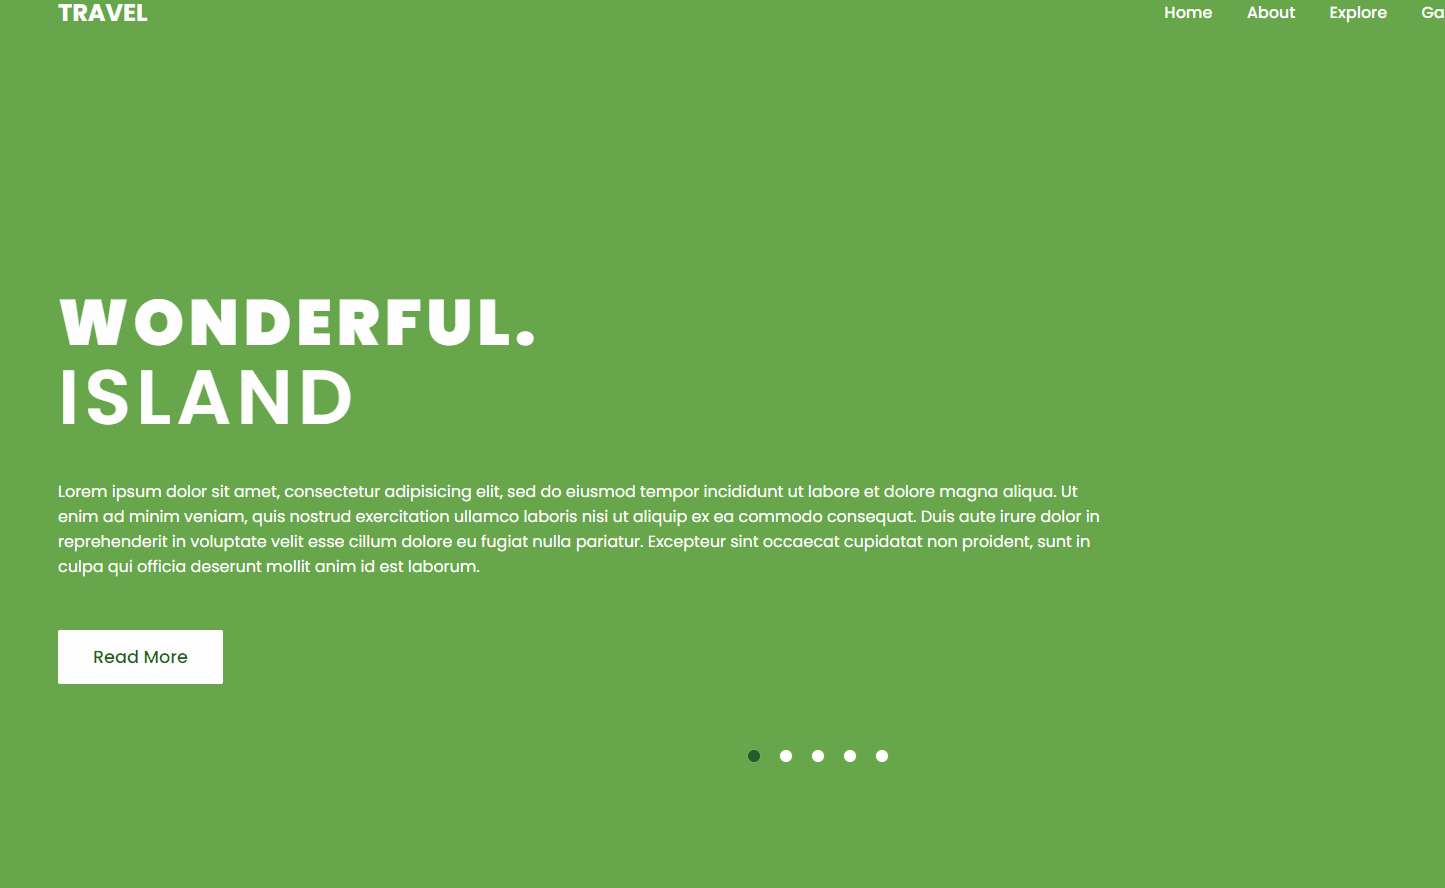 TRAVEL
Home About Explore Ga
WONDERFUL.
ISLAND
Lorem ipsum dolor sit amet, consectetur adipisicing elit, sed do eiusmod tempor incididunt ut labore et dolore magna aliqua. Ut
enim ad minim veniam, quis nostrud exercitation ullamco laboris nisi ut aliquip ex ea commodo consequat. Duis aute irure dolor in
reprehenderit in voluptate velit esse cillum dolore eu fugiat nulla pariatur. Excepteur sint occaecat cupidatat non proident, sunt in
culpa qui officia deserunt mollit anim id est laborum.
Read More